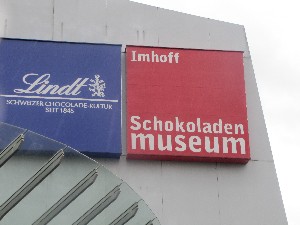 Lindt
SCHWEIZER CHOCOLADE-KULTUR
SEIT 1845
Imhoff
Schokoladen
museum